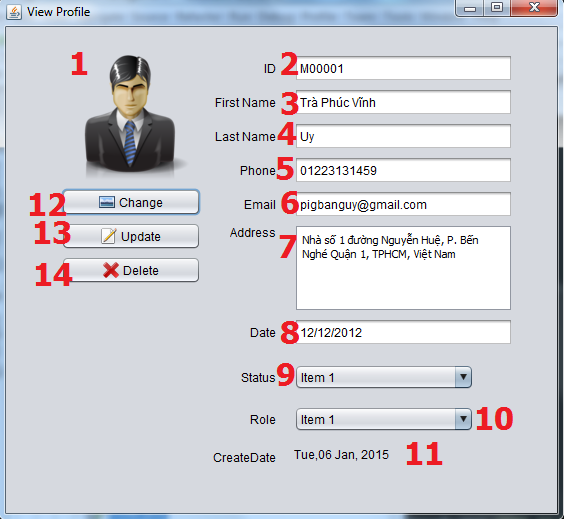 View Profile
1
ID 2 M00001
First Name 3 Trà Phúc Vĩnh
Last Name 4 Uy
Phone 5 01223131459
12 Change
Email 6 pigbanguy@gmail.com
13 Update
Address 7 Nhà số 1 đường Nguyễn Huệ, P. Bến
Nghé Quận 1, TPHCM, Việt Nam
14 Delete
Date 8 12/12/2012
Status 9 Item 1
Role Item 1 10
CreateDate Tue,06 Jan, 2015 11